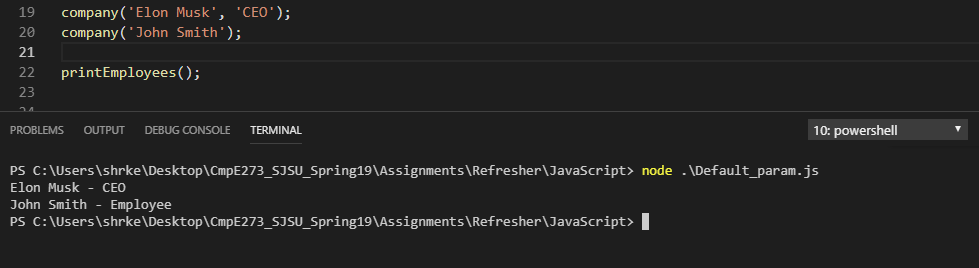 19 company('Elon Musk', 'CEO');
20 company('John Smith');
21
22 printEmployees();
23
24
PROBLEMS OUTPUT DEBUG CONSOLE TERMINAL 10: powershell
PS C:\Users\shrke\Desktop\CmpE273_SJSU_Spring19\Assignments\Refresher\JavaScript> node .\Default_param.js
Elon Musk - CEO
John Smith - Employee
PS C:\Users\shrke\Desktop\CmpE273_SJSU_Spring19\Assignments\Refresher\JavaScript>